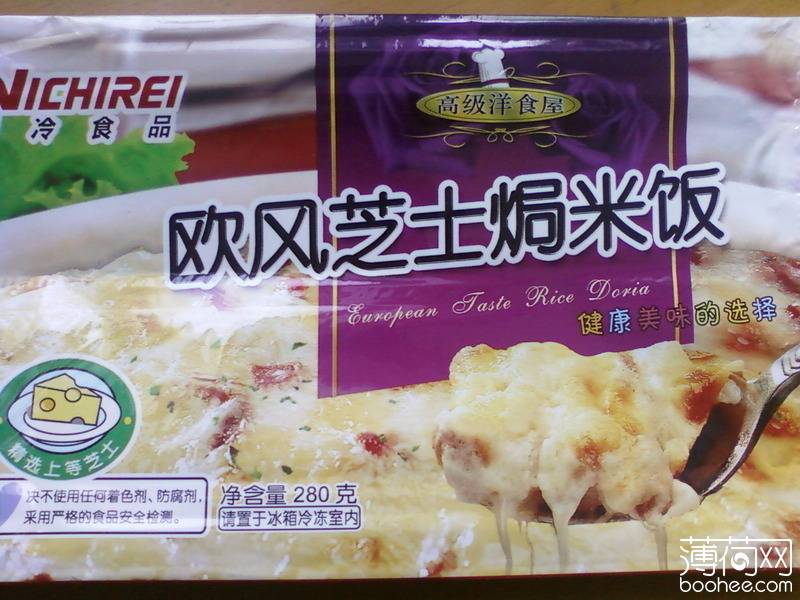 NICHIREI
冷食品
高级洋食屋
欧风芝士焗米饭
European Taste Rice Doria
健康美味的选择
精选上等芝士
决不使用任何着色剂、防腐剂,
采用严格的食品安全检测。
净含量 280 克
请置于冰箱冷冻室内
薄荷网
boohee.com